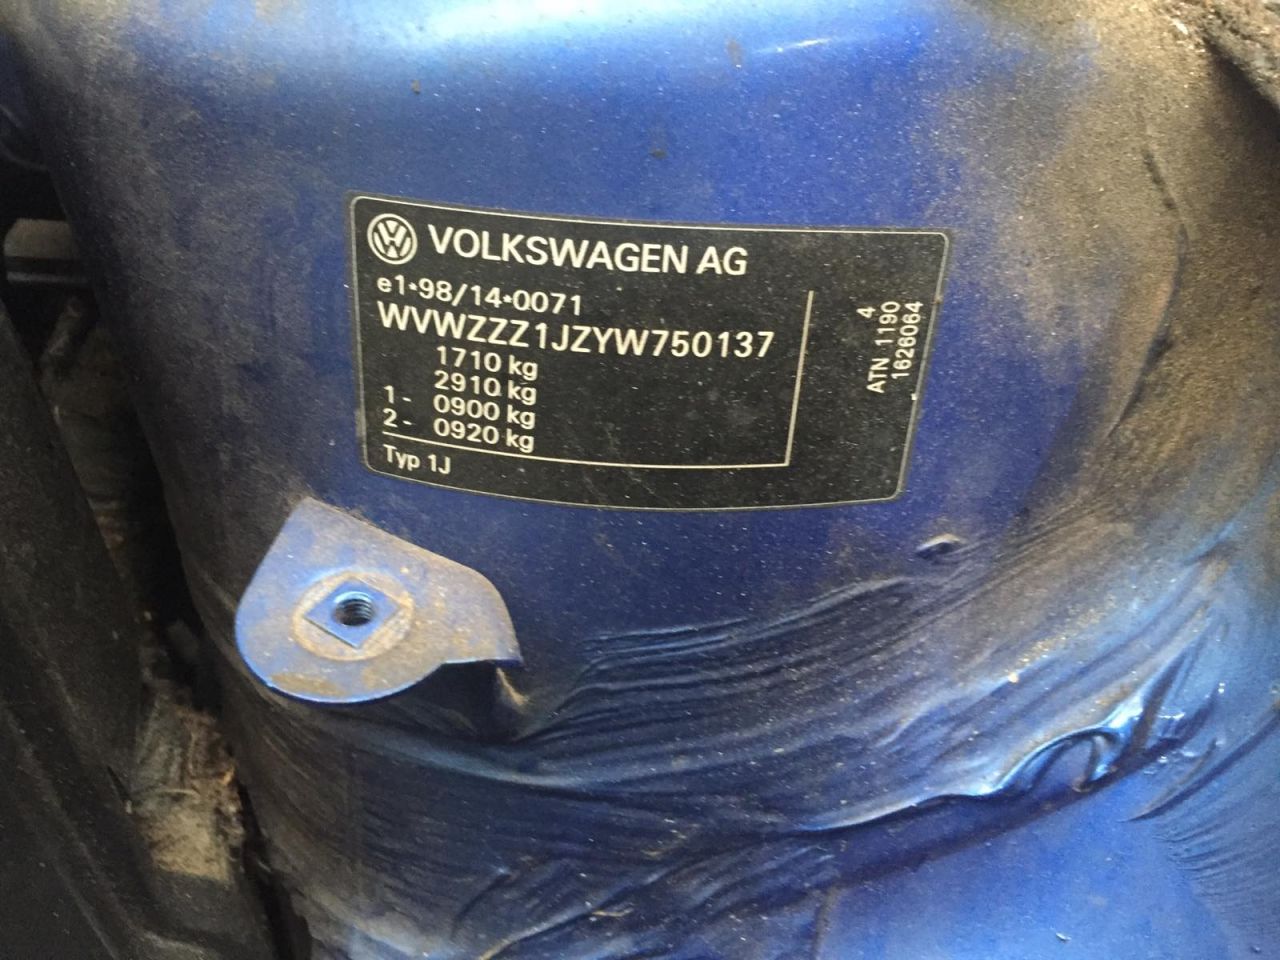 VOLKSWAGEN AG
e1*98/14*0071
WVWZZZ1JZYW750137
1710 kg
2910 kg
1- 0900 kg
2- 0920 kg
Typ 1J
4
ATN 1190
1626064